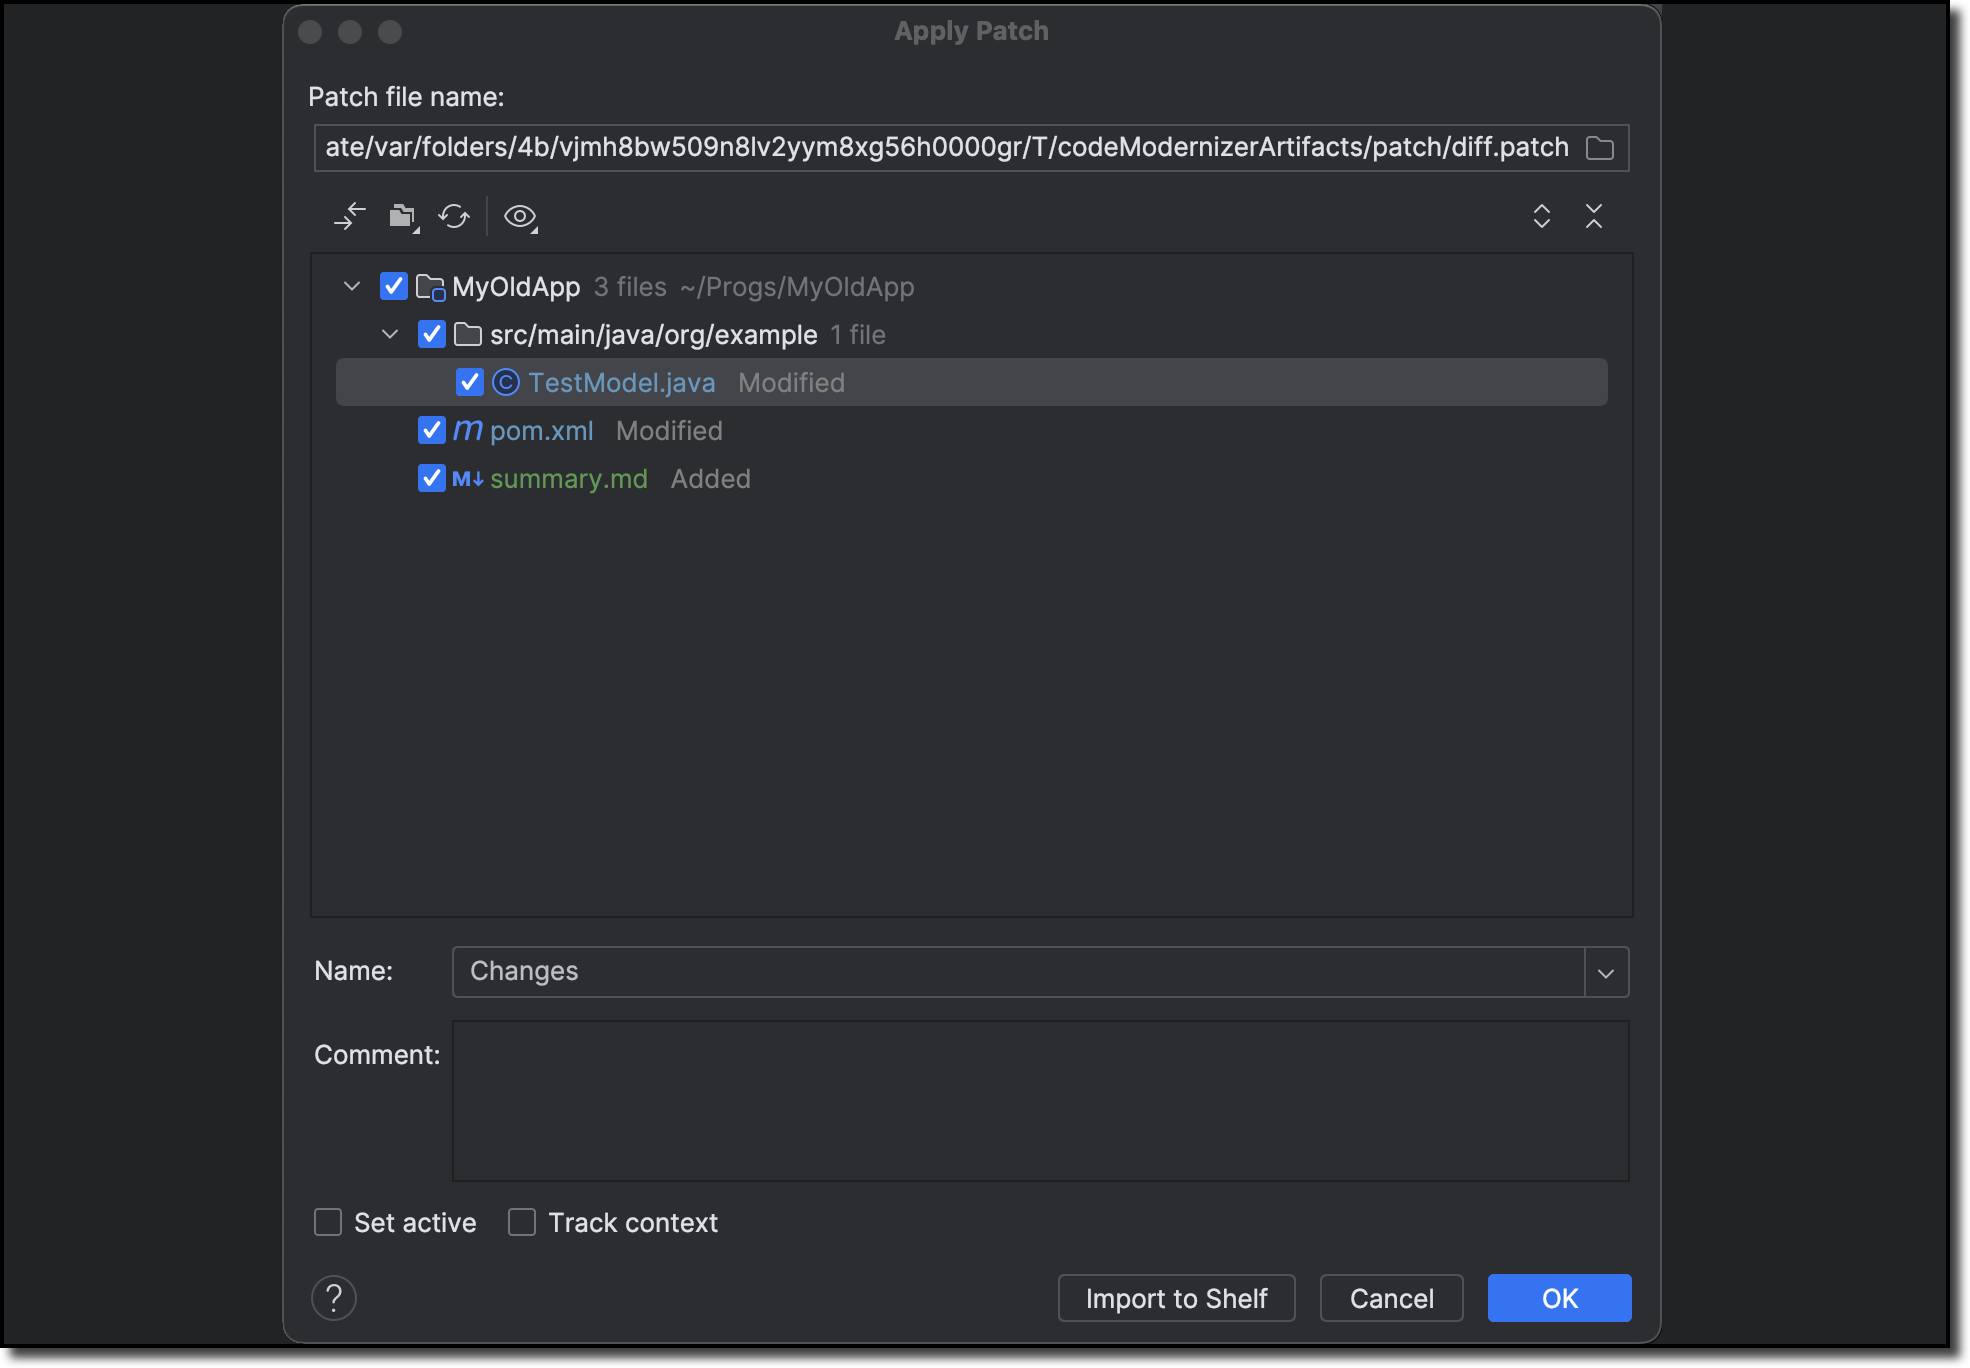 Apply Patch
Patch file name:
ate/var/folders/4b/vjmh8bw509n8lv2yym8xg56h0000gr/T/codeModernizerArtifacts/patch/diff.patch
MyOldApp 3 files ~/Progs/MyOldApp
src/main/java/org/example 1 file
C TestModel.java Modified
m pom.xml Modified
M↓ summary.md Added
Name: Changes
Comment:
Set active Track context
? Import to Shelf Cancel OK